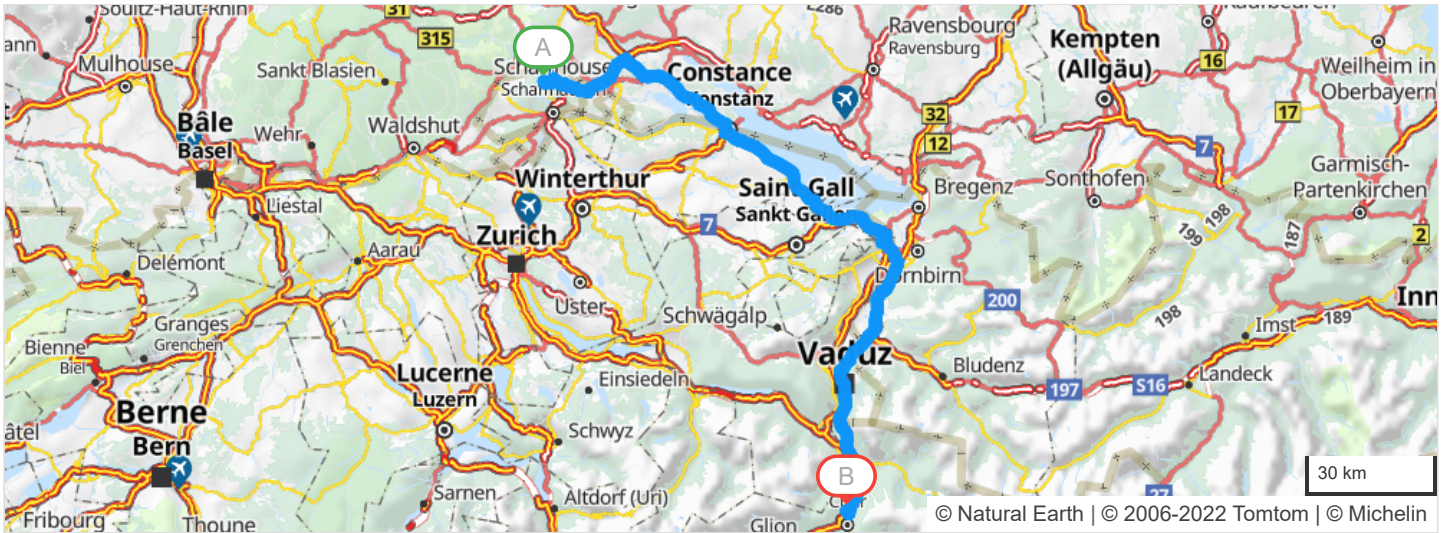 Soultz-Haut-Rhin
31
L286
Kaufbeuren
315
A
Ravensbourg
Ravensburg
Kempten
(Allgäu)
16
Weilheim in
Oberbayern
ann
Mulhouse
Sankt Blasien
Constance
Konstanz
t
32
17
Bâle
Basel
Wehr
Waldshut
12
7
Garmisch-
Partenkirchen
Winterthur
Sankt Gallen
Bregenz
Sonthofen
Liestal
7
198
199
187
2
Zurich
Aarau
Delémont
Dornbirn
Uster
Schwägalp
200
198
189
Inn
Imst
Granges
Grenchen
Bienne
Biel
Vaduz
Bludenz
Landeck
197
S16
Lucerne
Luzern
Einsiedeln
Berne
Bern
Schwyz
âtel
B
30 km
Sarnen
Altdorf (Uri)
27
Fribourg
Thoune
Glion
© Natural Earth | © 2006-2022 Tomtom | © Michelin